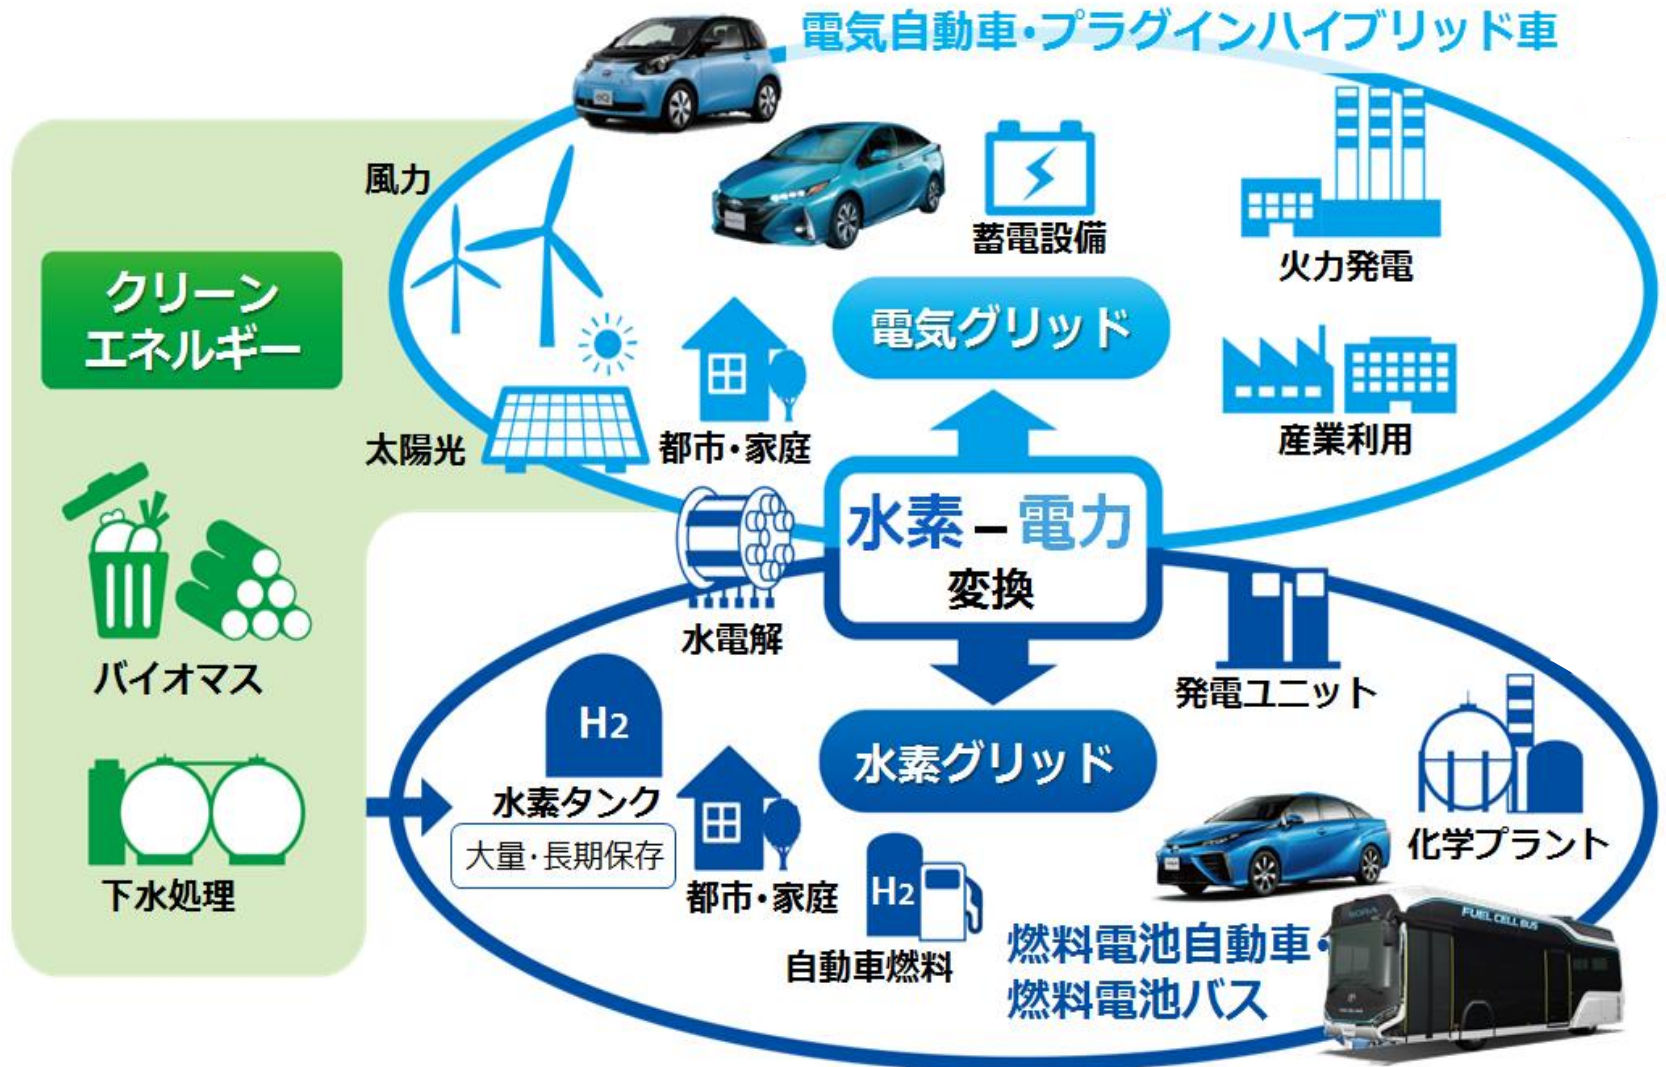 電気自動車・プラグインハイブリッド車
風力
蓄電設備
火力発電
クリーン
エネルギー
電気グリッド
太陽光
都市・家庭
産業利用
水素－電力
変換
水電解
バイオマス
発電ユニット
H2
水素タンク
大量・長期保存
水素グリッド
都市・家庭
H2
自動車燃料
化学プラント
下水処理
燃料電池自動車・
燃料電池バス
FUEL CELL BUS
SORA